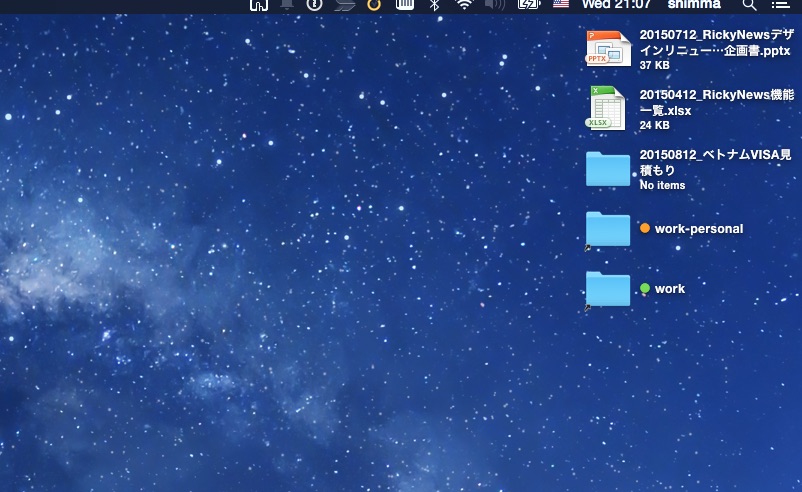 Wed 21:07 shimma
20150712_RickyNewsデザ
インリニュー…企画書.pptx
37 KB
PPTX
20150412_RickyNews機能
一覧.xlsx
24 KB
XLSX
20150812_ベトナムVISA見
積もり
No items
work-personal
work